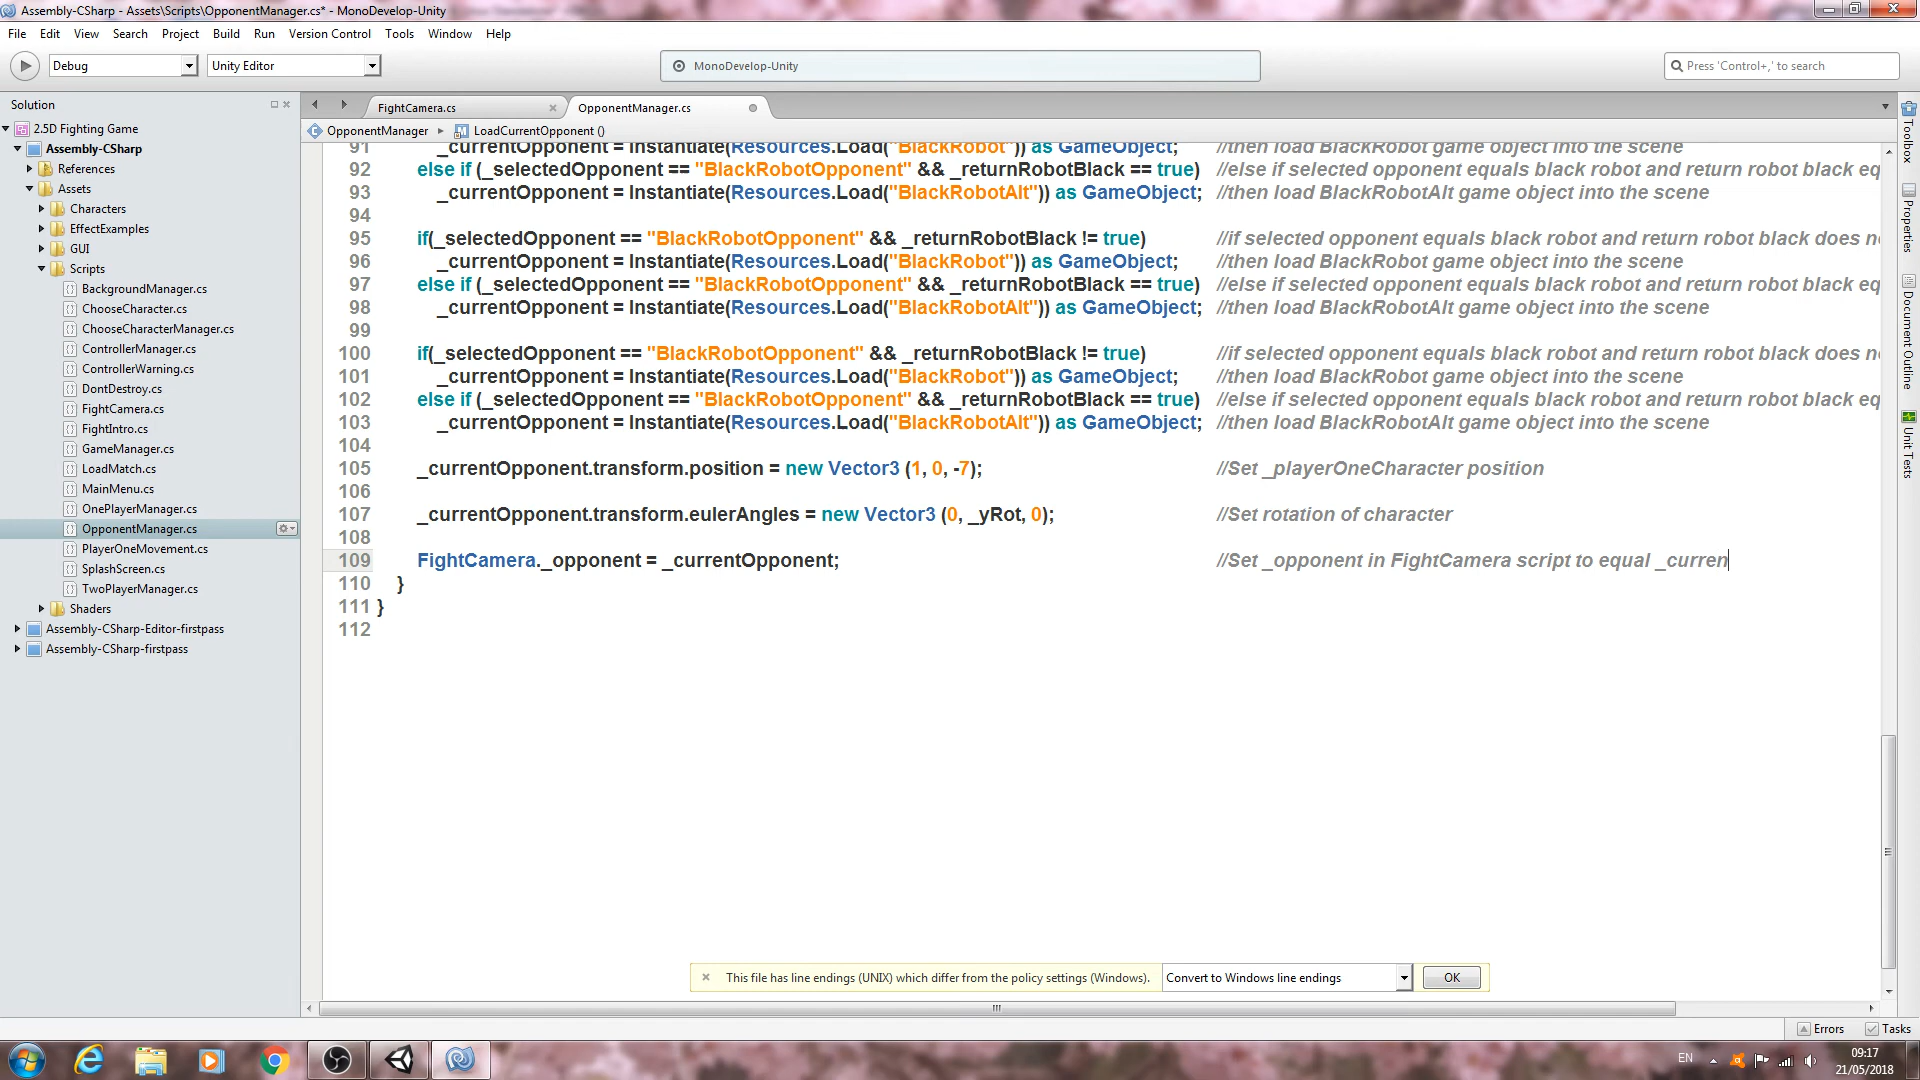 Assembly-CSharp - Assets\Scripts\OpponentManager.cs* - MonoDevelop-Unity
File Edit View Search Project Build Run Version Control Tools Window Help
Debug Unity Editor MonoDevelop-Unity Press 'Control+,' to search
Solution
2.5D Fighting Game
Assembly-CSharp
References
Assets
Characters
EffectExamples
GUI
Scripts
BackgroundManager.cs
ChooseCharacter.cs
ChooseCharacterManager.cs
ControllerManager.cs
ControllerWarning.cs
DontDestroy.cs
FightCamera.cs
FightIntro.cs
GameManager.cs
LoadMatch.cs
MainMenu.cs
OnePlayerManager.cs
OpponentManager.cs
PlayerOneMovement.cs
SplashScreen.cs
TwoPlayerManager.cs
Shaders
Assembly-CSharp-Editor-firstpass
Assembly-CSharp-firstpass
FightCamera.cs OpponentManager.cs
OpponentManager LoadCurrentOpponent ()
91 _currentOpponent = Instantiate(Resources.Load("BlackRobot")) as GameObject; //then load BlackRobot game object into the scene
92 else if (_selectedOpponent == "BlackRobotOpponent" && _returnRobotBlack == true) //else if selected opponent equals black robot and return robot black eq
93 _currentOpponent = Instantiate(Resources.Load("BlackRobotAlt")) as GameObject; //then load BlackRobotAlt game object into the scene
94
95 if(_selectedOpponent == "BlackRobotOpponent" && _returnRobotBlack != true) //if selected opponent equals black robot and return robot black does n
96 _currentOpponent = Instantiate(Resources.Load("BlackRobot")) as GameObject; //then load BlackRobot game object into the scene
97 else if (_selectedOpponent == "BlackRobotOpponent" && _returnRobotBlack == true) //else if selected opponent equals black robot and return robot black eq
98 _currentOpponent = Instantiate(Resources.Load("BlackRobotAlt")) as GameObject; //then load BlackRobotAlt game object into the scene
99
100 if(_selectedOpponent == "BlackRobotOpponent" && _returnRobotBlack != true) //if selected opponent equals black robot and return robot black does n
101 _currentOpponent = Instantiate(Resources.Load("BlackRobot")) as GameObject; //then load BlackRobot game object into the scene
102 else if (_selectedOpponent == "BlackRobotOpponent" && _returnRobotBlack == true) //else if selected opponent equals black robot and return robot black eq
103 _currentOpponent = Instantiate(Resources.Load("BlackRobotAlt")) as GameObject; //then load BlackRobotAlt game object into the scene
104
105 _currentOpponent.transform.position = new Vector3 (1, 0, -7); //Set _playerOneCharacter position
106
107 _currentOpponent.transform.eulerAngles = new Vector3 (0, _yRot, 0); //Set rotation of character
108
109 FightCamera._opponent = _currentOpponent; //Set _opponent in FightCamera script to equal _curren
110 }
111 }
112
This file has line endings (UNIX) which differ from the policy settings (Windows). Convert to Windows line endings OK
Toolbox
Properties
Document Outline
Unit Tests
Errors Tasks
EN 09:17
21/05/2018